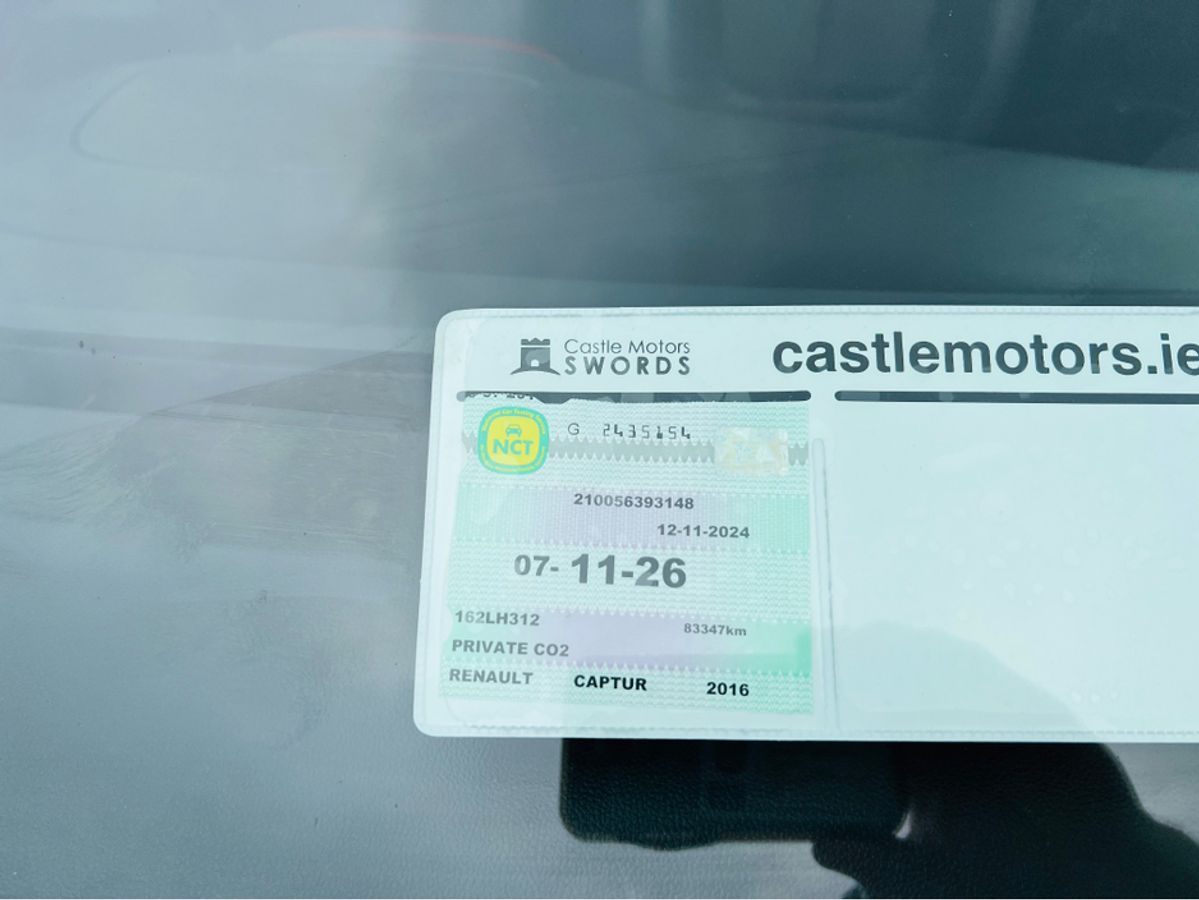 Castle Motors
SWORDS
castlemotors.ie
NCT
G 2435154
210056393148
12-11-2024
07-11-26
162LH312
83347km
PRIVATE CO2
RENAULT CAPTUR 2016